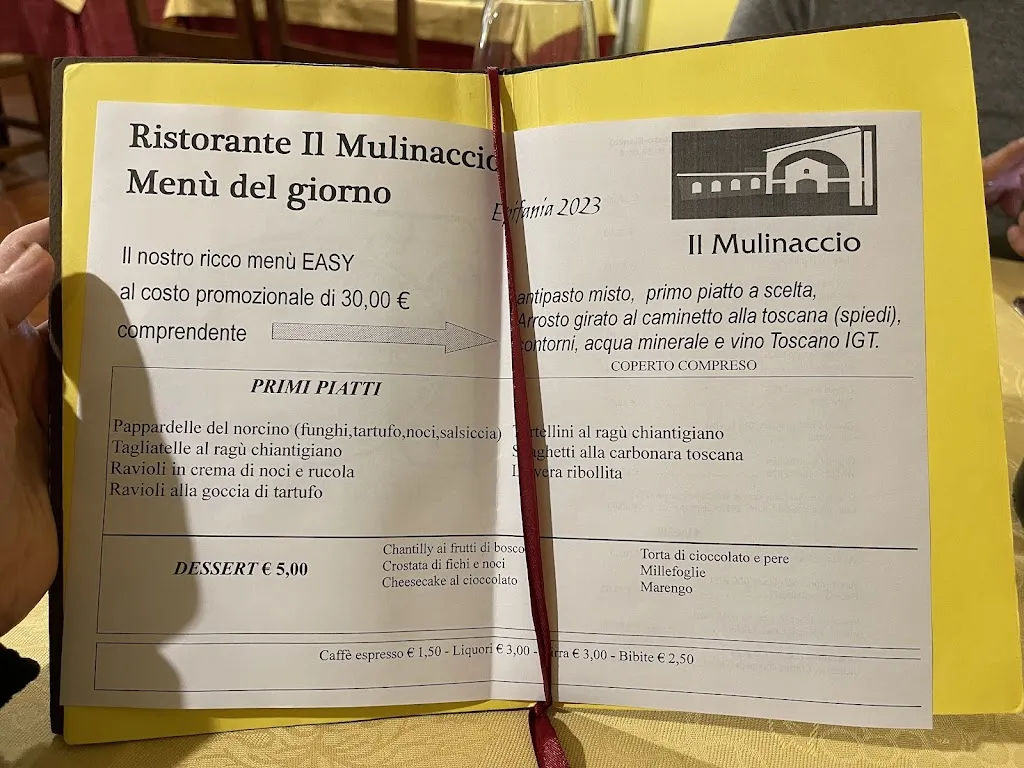 Ristorante Il Mulinaccio
Menù del giorno
Epifania 2023
Il Mulinaccio
Il nostro ricco menù EASY
al costo promozionale di 30,00 €
comprendente
antipasto misto, primo piatto a scelta,
Arrosto girato al caminetto alla toscana (spiedi),
contorni, acqua minerale e vino Toscano IGT.
COPERTO COMPRESO
PRIMI PIATTI
Pappardelle del norcino (funghi,tartufo,noci,salsiccia)
Tagliatelle al ragù chiantigiano
Ravioli in crema di noci e rucola
Ravioli alla goccia di tartufo
Tortellini al ragù chiantigiano
Spaghetti alla carbonara toscana
La vera ribollita
DESSERT € 5,00
Chantilly ai frutti di bosco
Crostata di fichi e noci
Cheesecake al cioccolato
Torta di cioccolato e pere
Millefoglie
Marengo
Caffè espresso € 1,50 - Liquori € 3,00 - Birra € 3,00 - Bibite € 2,50